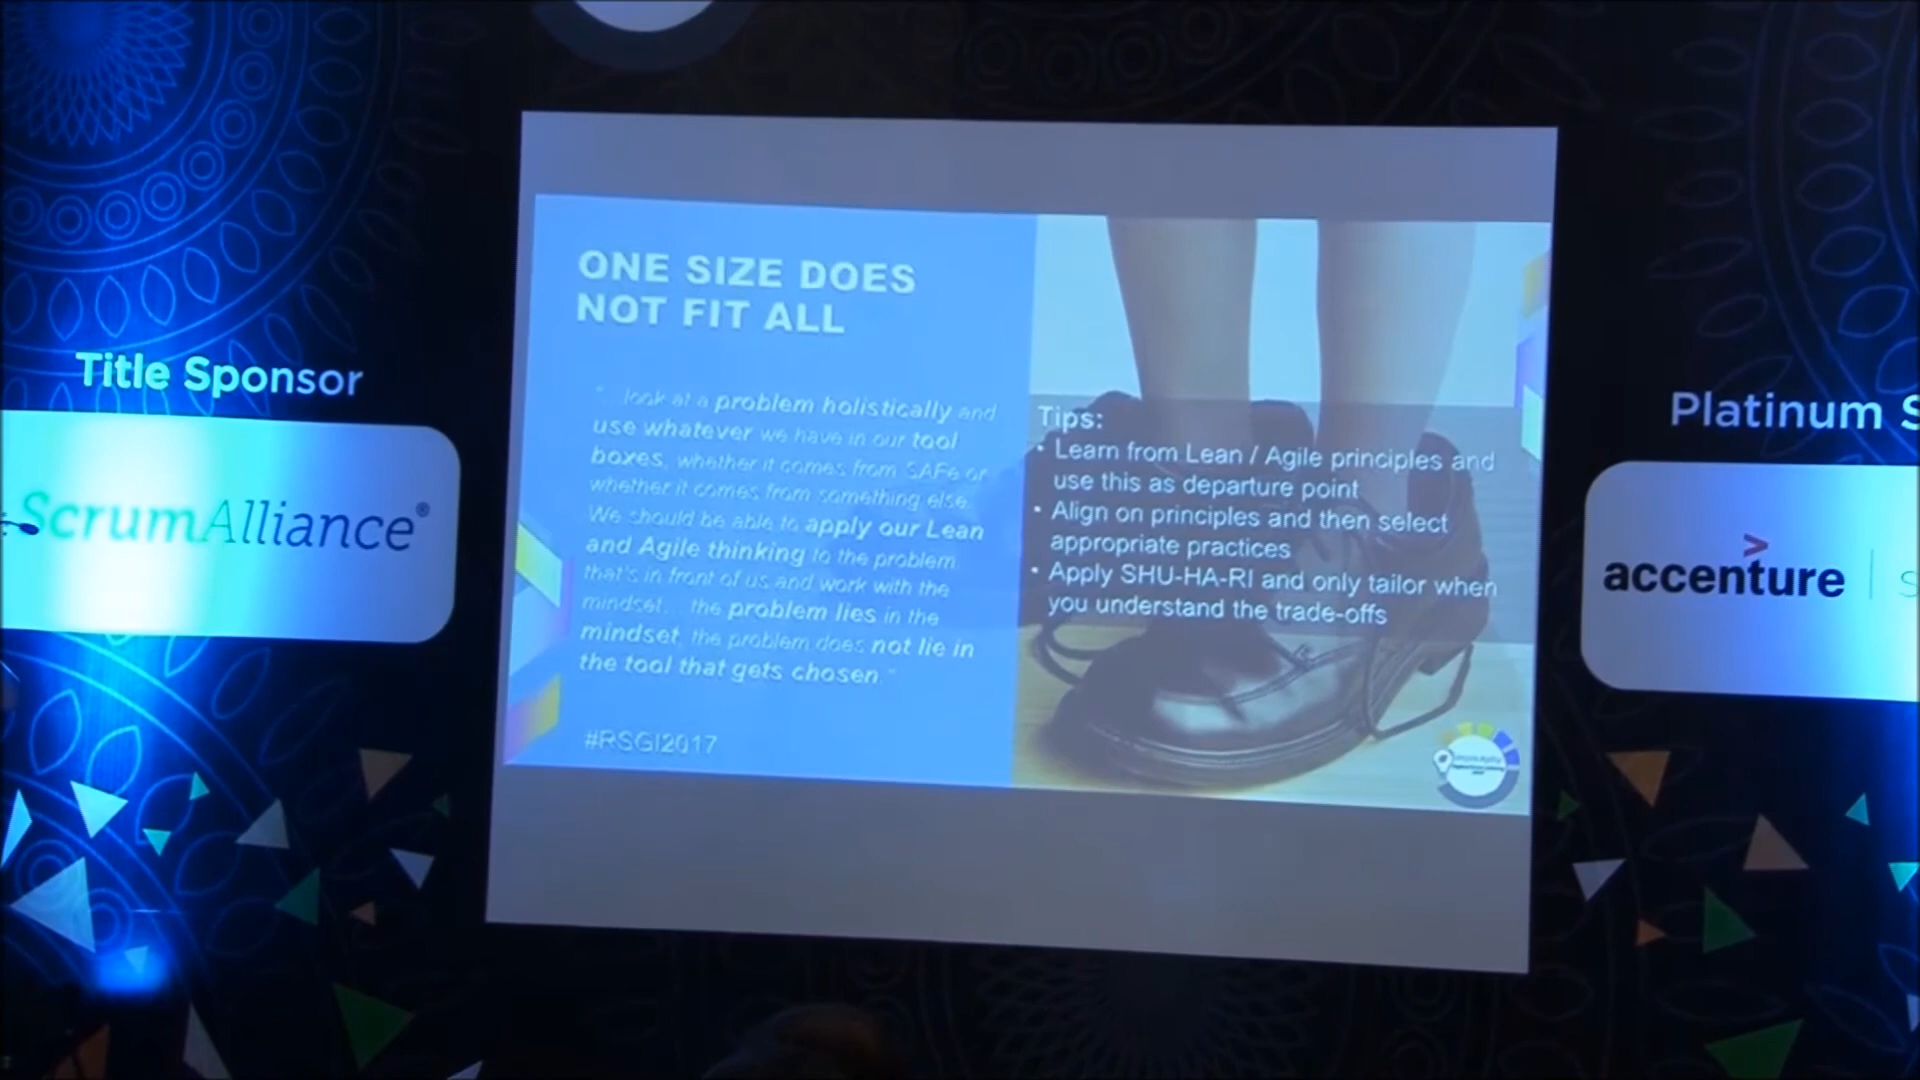 Title Sponsor
ScrumAlliance®
ONE SIZE DOES
NOT FIT ALL
"...look at a problem holistically and
use whatever we have in our tool
boxes, whether it comes from SAFe or
whether it comes from something else.
We should be able to apply our Lean
and Agile thinking to the problem
that's in front of us and work with the
mindset... the problem lies in the
mindset, the problem does not lie in
the tool that gets chosen."
#RSGI2017
Tips:
• Learn from Lean / Agile principles and
use this as departure point
• Align on principles and then select
appropriate practices
• Apply SHU-HA-RI and only tailor when
you understand the trade-offs
Platinum S
>
accenture | S